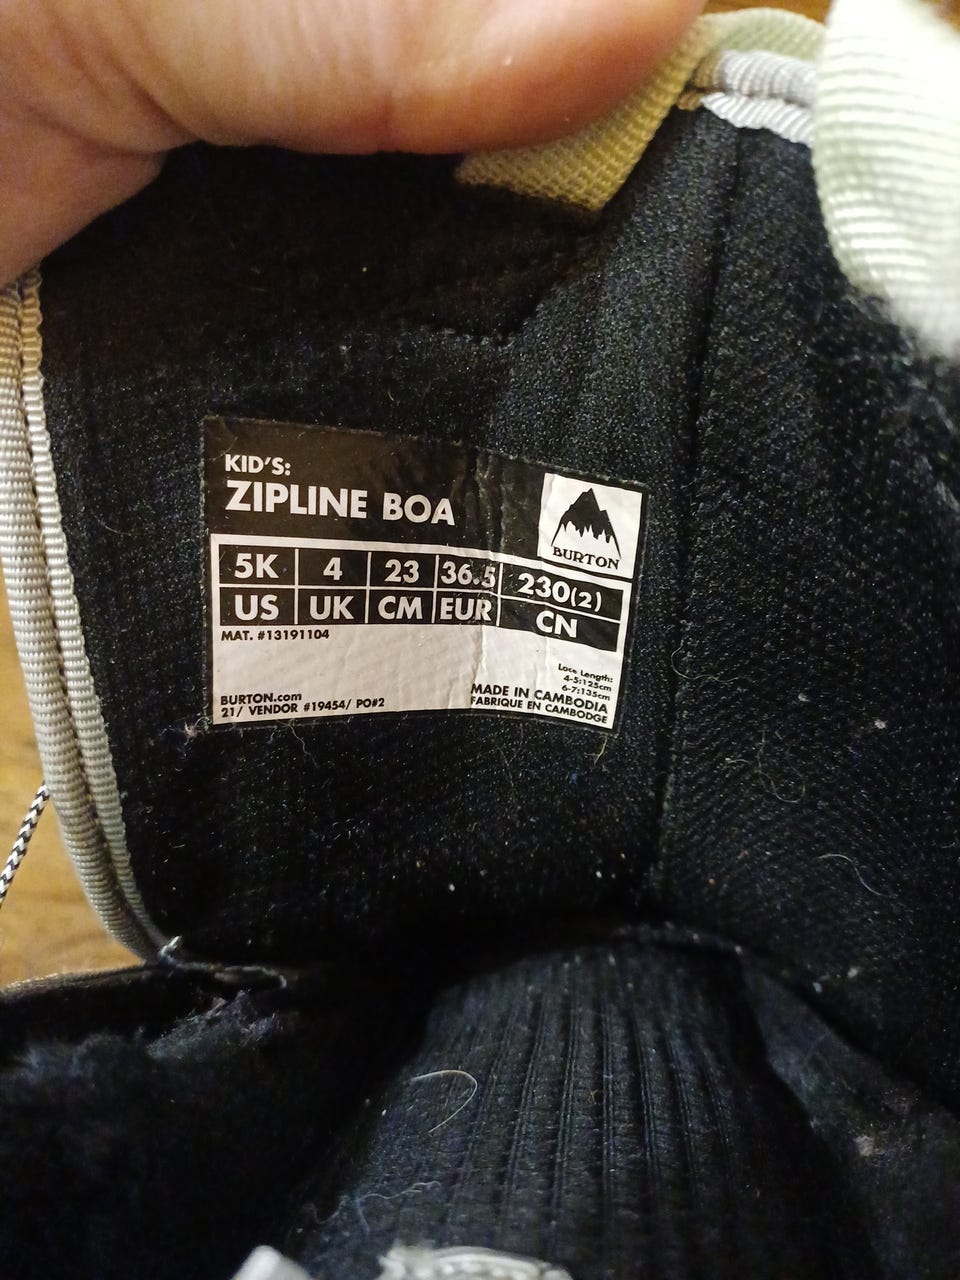 KID'S:
ZIPLINE BOA
BURTON
5K 4 23 36.5 230(2)
US UK CM EUR CN
MAT. #13191104
Lace Length:
4-5:125cm
6-7:135cm
BURTON.com
21/ VENDOR #19454/ PO#2
MADE IN CAMBODIA
FABRIQUE EN CAMBODGE